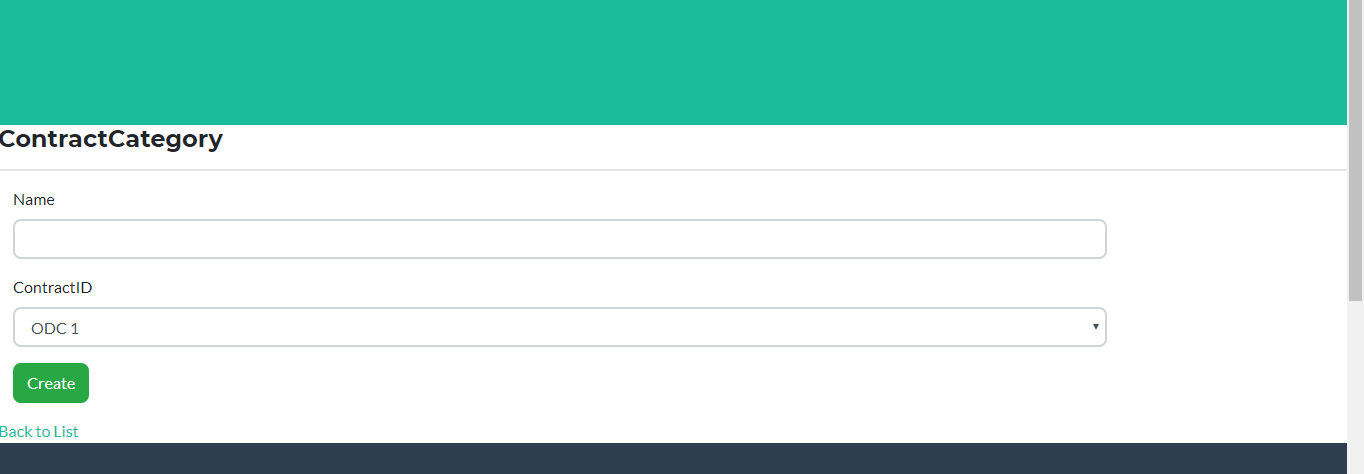 ContractCategory
Name
ContractID
ODC 1
Create
Back to List